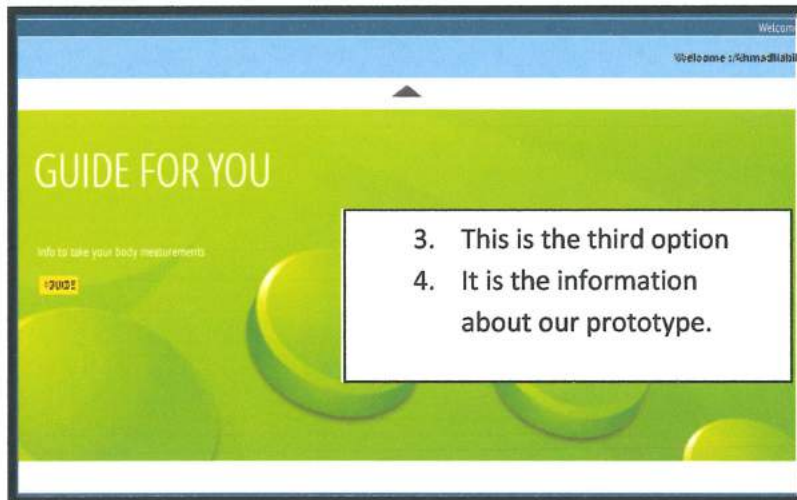 Welcom
Welcome :
GUIDE FOR YOU
Info to take your body measurements
GUIDE
3. This is the third option
4. It is the information
about our prototype.